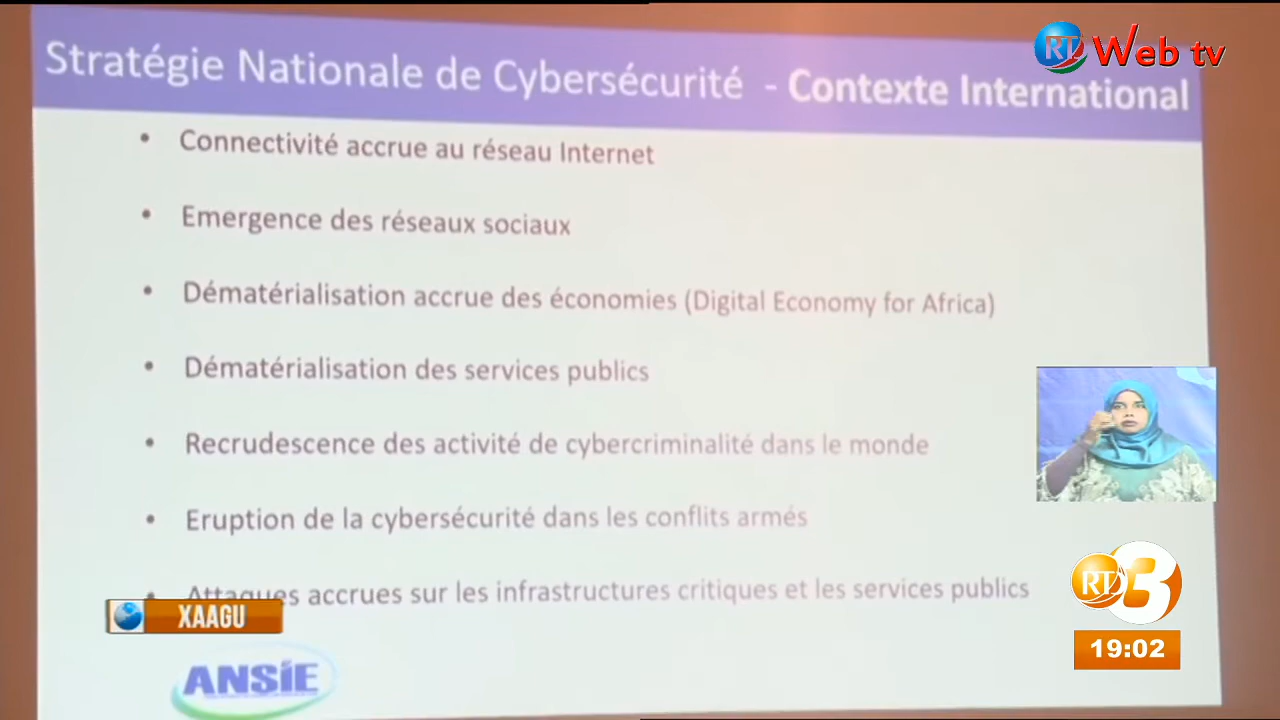 RT Web tv
Stratégie Nationale de Cybersécurité - Contexte International
• Connectivité accrue au réseau Internet
• Emergence des réseaux sociaux
• Dématérialisation accrue des économies (Digital Economy for Africa)
• Dématérialisation des services publics
• Recrudescence des activité de cybercriminalité dans le monde
• Eruption de la cybersécurité dans les conflits armés
• Attaques accrues sur les infrastructures critiques et les services publics
XAAGU
ANSIE
RT 3
19:02